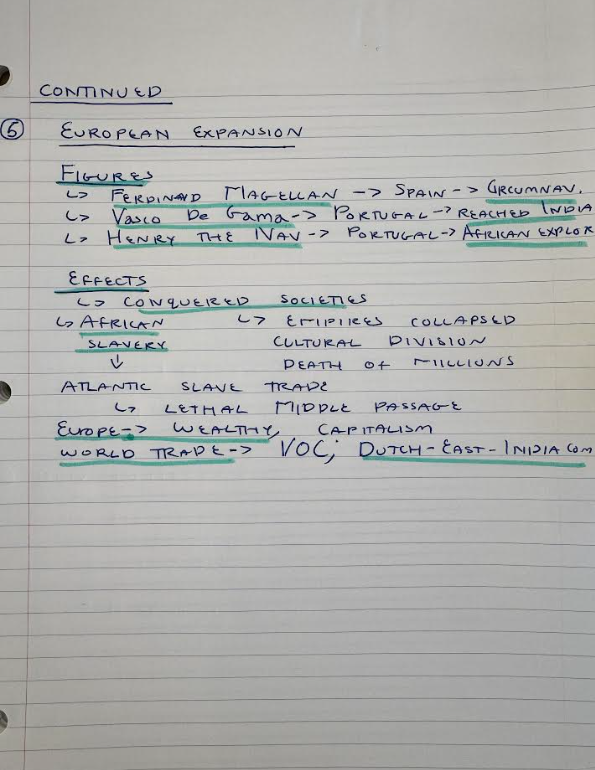 CONTINUED
⑤ EUROPEAN EXPANSION
FIGURES
↳ FERDINAND MAGELLAN -> SPAIN -> CIRCUMNAV.
↳ VASCO DE GAMA -> PORTUGAL -> REACHED INDIA
↳ HENRY THE NAV -> PORTUGAL -> AFRICAN EXPLOR
EFFECTS
↳ CONQUERED SOCIETIES
↳ AFRICAN ↳ EMPIRES COLLAPSED
SLAVERY CULTURAL DIVISION
↓ DEATH OF MILLIONS
ATLANTIC SLAVE TRADE
↳ LETHAL MIDDLE PASSAGE
EUROPE -> WEALTHY, CAPITALISM
WORLD TRADE -> VOC; DUTCH-EAST-INDIA COM